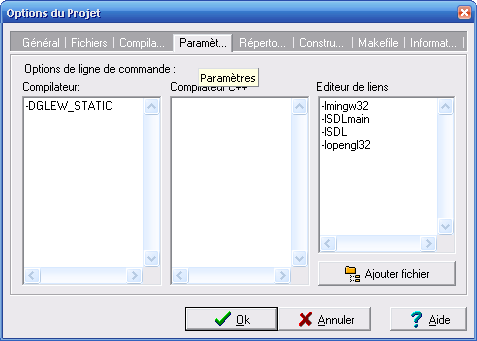 Options du Projet
Général Fichiers Compila... Paramèt... Réperto... Constru... Makefile Informat...
Options de ligne de commande :
Paramètres
Compilateur: Compilateur C++ Editeur de liens
-DGLEW_STATIC
-lmingw32
-lSDLmain
-lSDL
-lopengl32
Ajouter fichier
Ok Annuler Aide